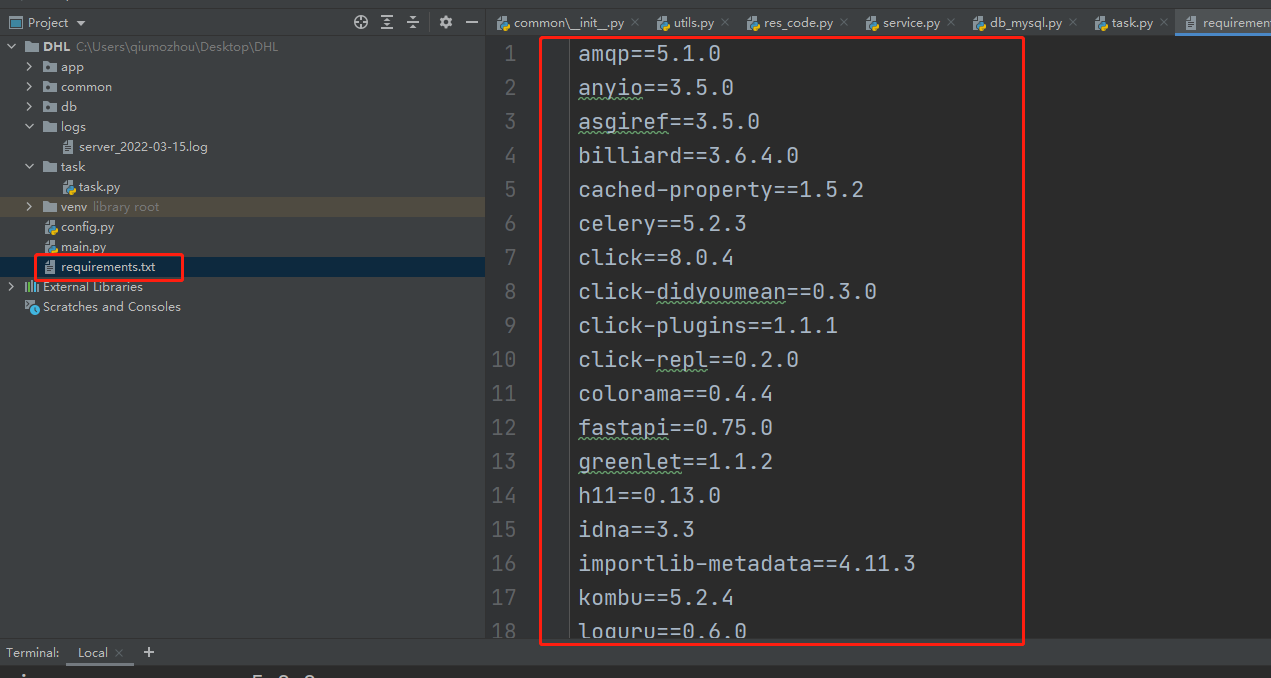 Project
common\__init__.py
utils.py
res_code.py
service.py
db_mysql.py
task.py
requiremen
DHL C:\Users\qiumozhou\Desktop\DHL
app
common
db
logs
server_2022-03-15.log
task
task.py
venv library root
config.py
main.py
requirements.txt
External Libraries
Scratches and Consoles
1 amqp==5.1.0
2 anyio==3.5.0
3 asgiref==3.5.0
4 billiard==3.6.4.0
5 cached-property==1.5.2
6 celery==5.2.3
7 click==8.0.4
8 click-didyoumean==0.3.0
9 click-plugins==1.1.1
10 click-repl==0.2.0
11 colorama==0.4.4
12 fastapi==0.75.0
13 greenlet==1.1.2
14 h11==0.13.0
15 idna==3.3
16 importlib-metadata==4.11.3
17 kombu==5.2.4
18 loguru==0.6.0
Terminal: Local